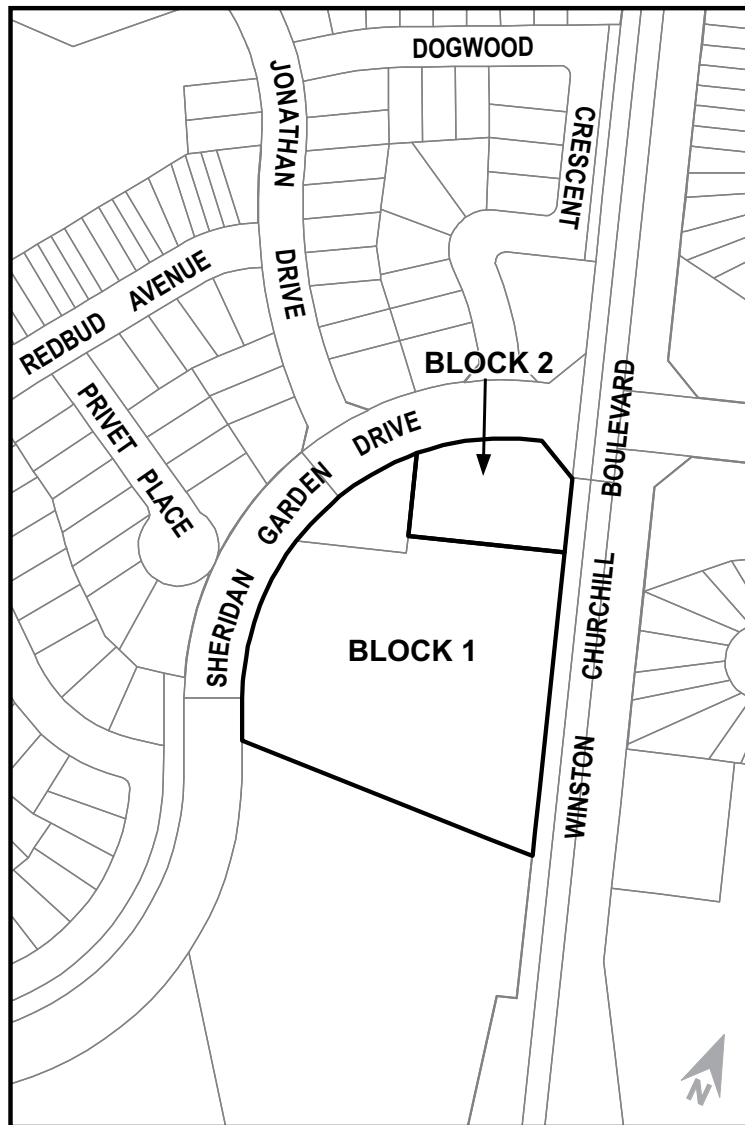 DOGWOOD
CRESCENT
JONATHAN DRIVE
REDBUD AVENUE
PRIVET PLACE
BLOCK 2
SHERIDAN GARDEN DRIVE
WINSTON CHURCHILL BOULEVARD
BLOCK 1
N